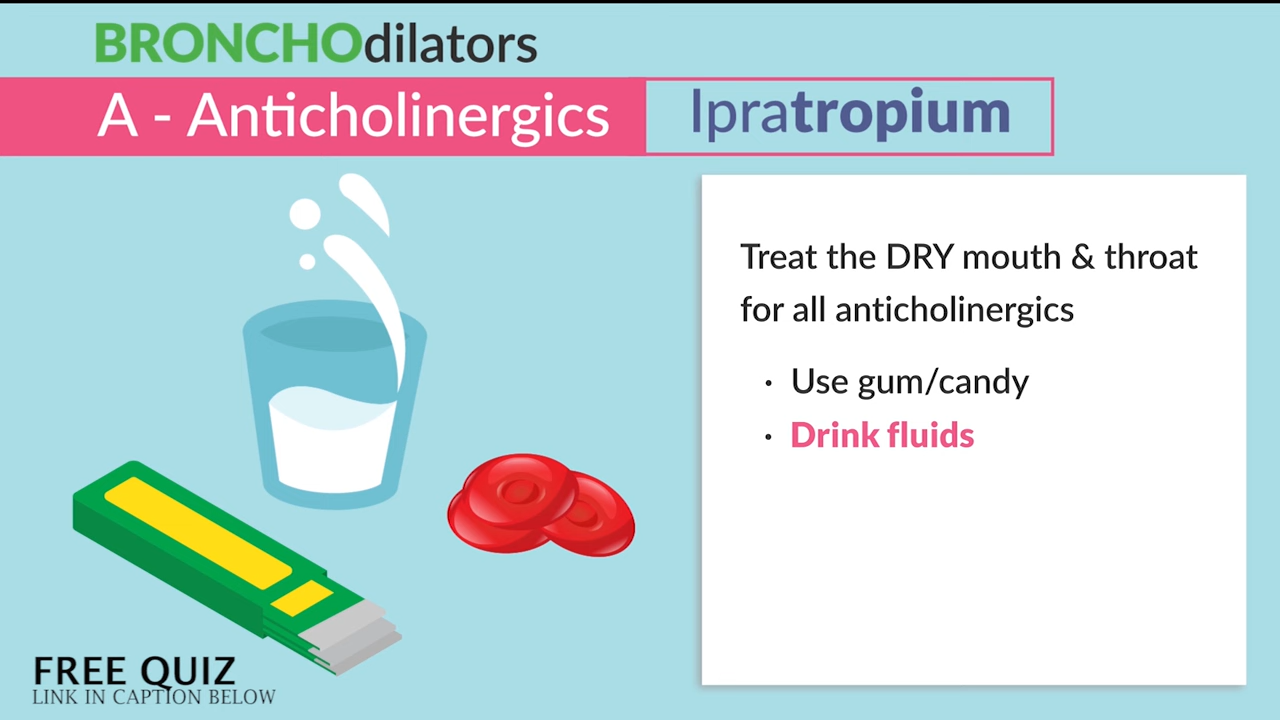 BRONCHOdilators
A - Anticholinergics
Ipratropium
Treat the DRY mouth & throat
for all anticholinergics
· Use gum/candy
· Drink fluids
FREE QUIZ
LINK IN CAPTION BELOW